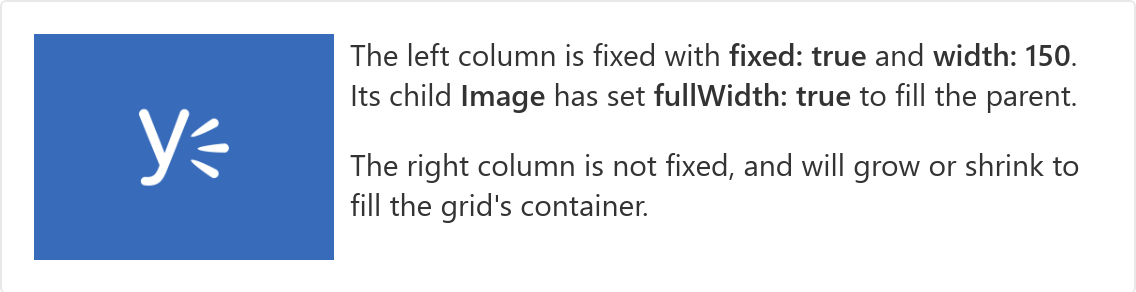 y
The left column is fixed with fixed: true and width: 150.
Its child Image has set fullWidth: true to fill the parent.
The right column is not fixed, and will grow or shrink to
fill the grid's container.